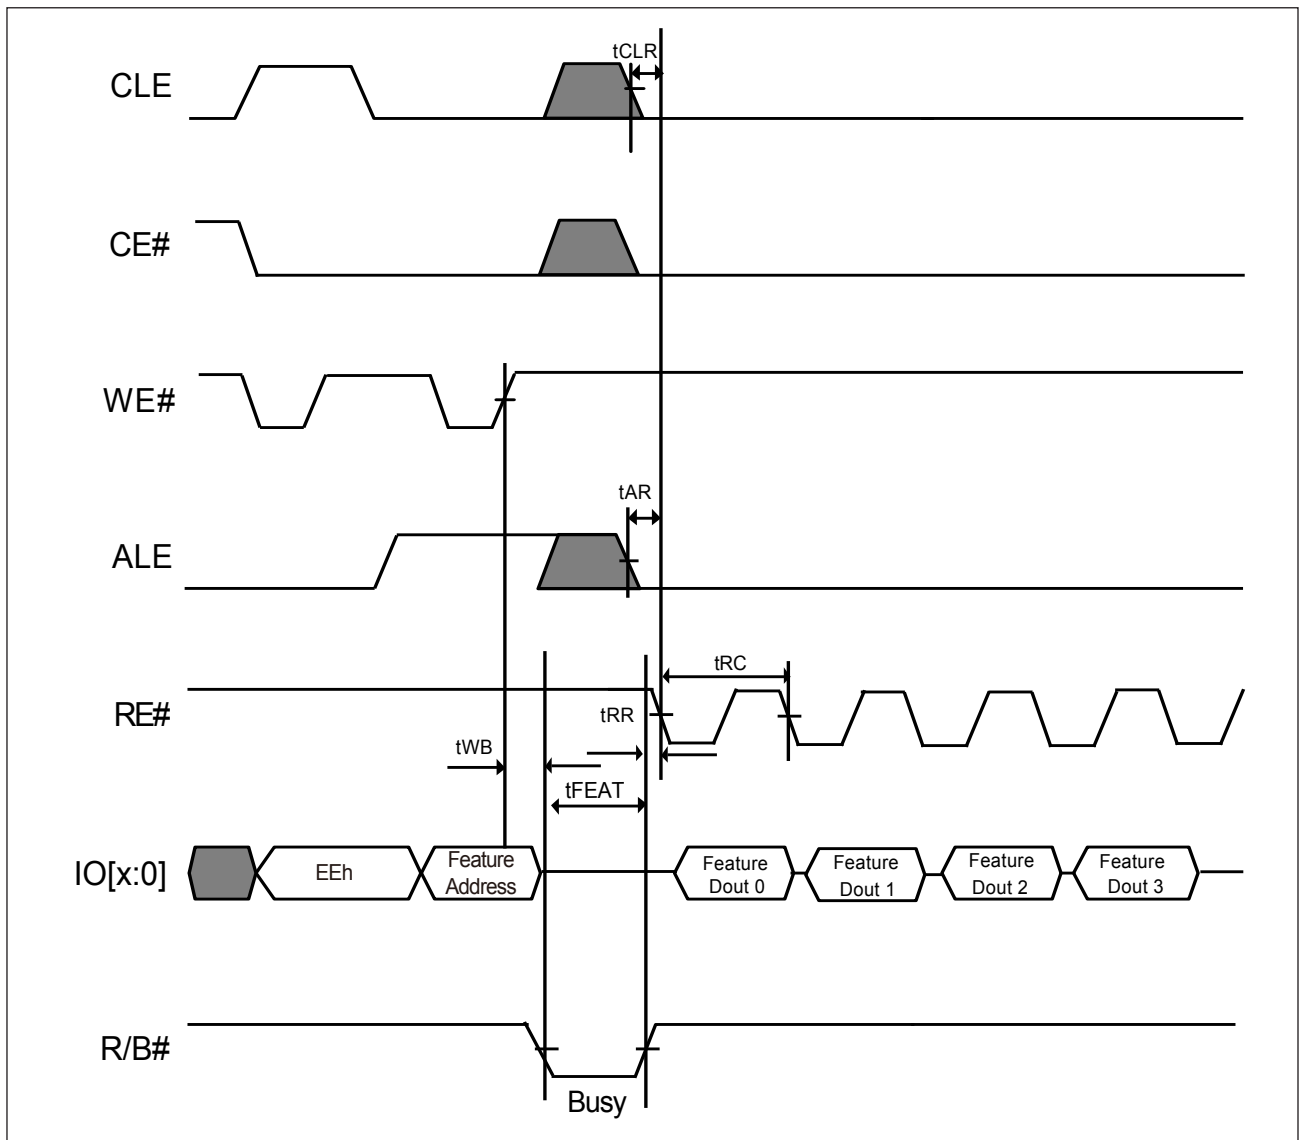 tCLR
CLE
CE#
WE#
tAR
ALE
tRC
RE#
tRR
tWB
tFEAT
IO[x:0]
EEh
Feature
Address
Feature
Dout 0
Feature
Dout 1
Feature
Dout 2
Feature
Dout 3
R/B#
Busy